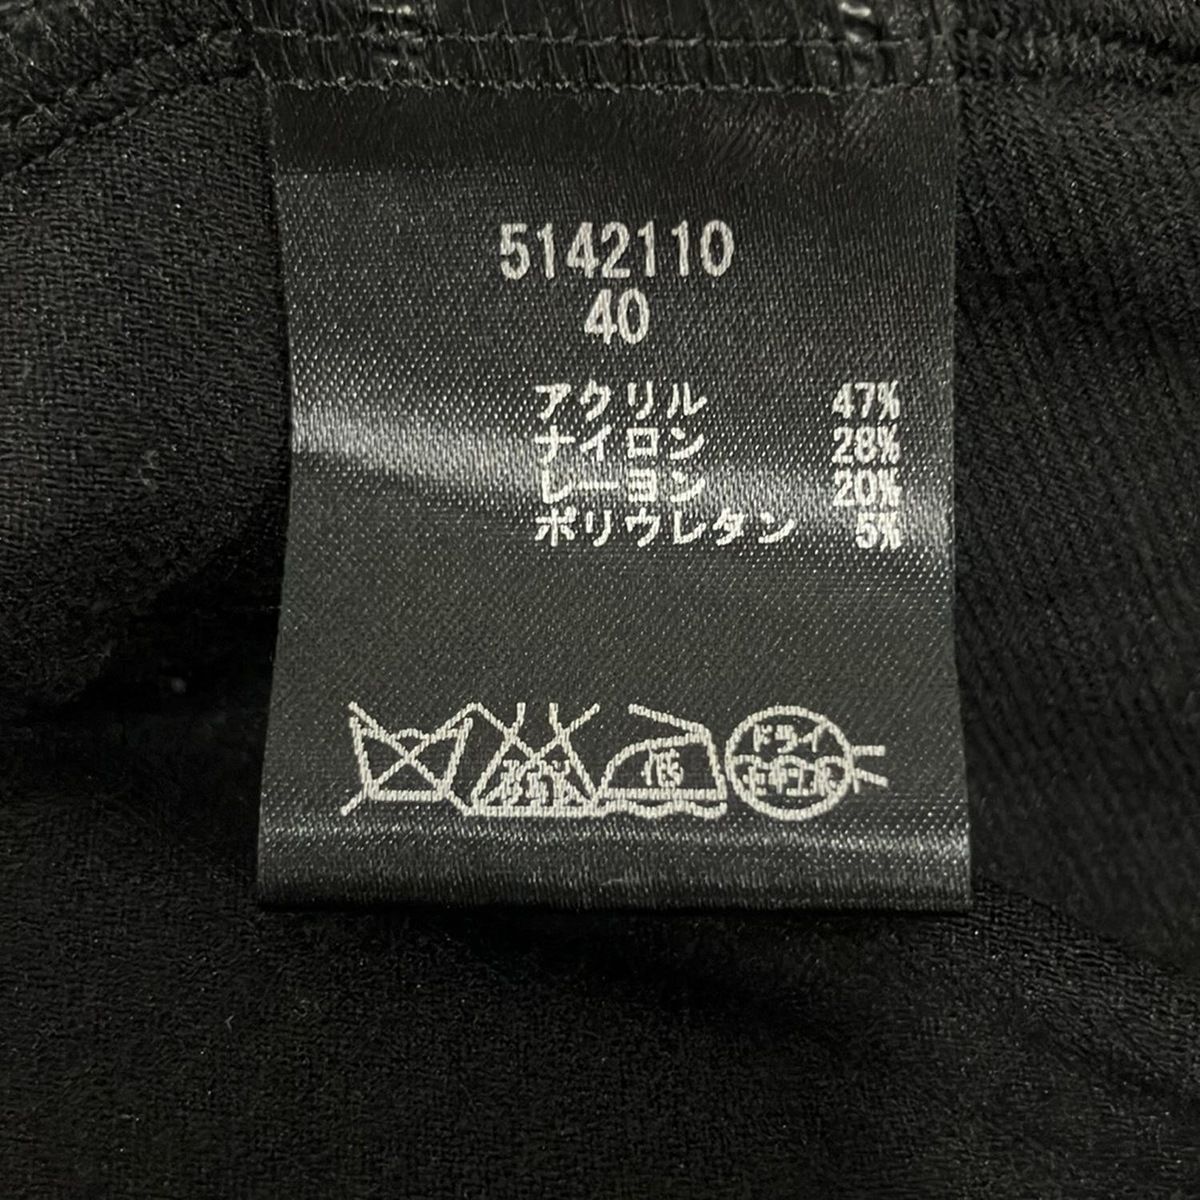 5142110
40
アクリル 47%
ナイロン 28%
レーヨン 20%
ポリウレタン 5%
低
ドライ